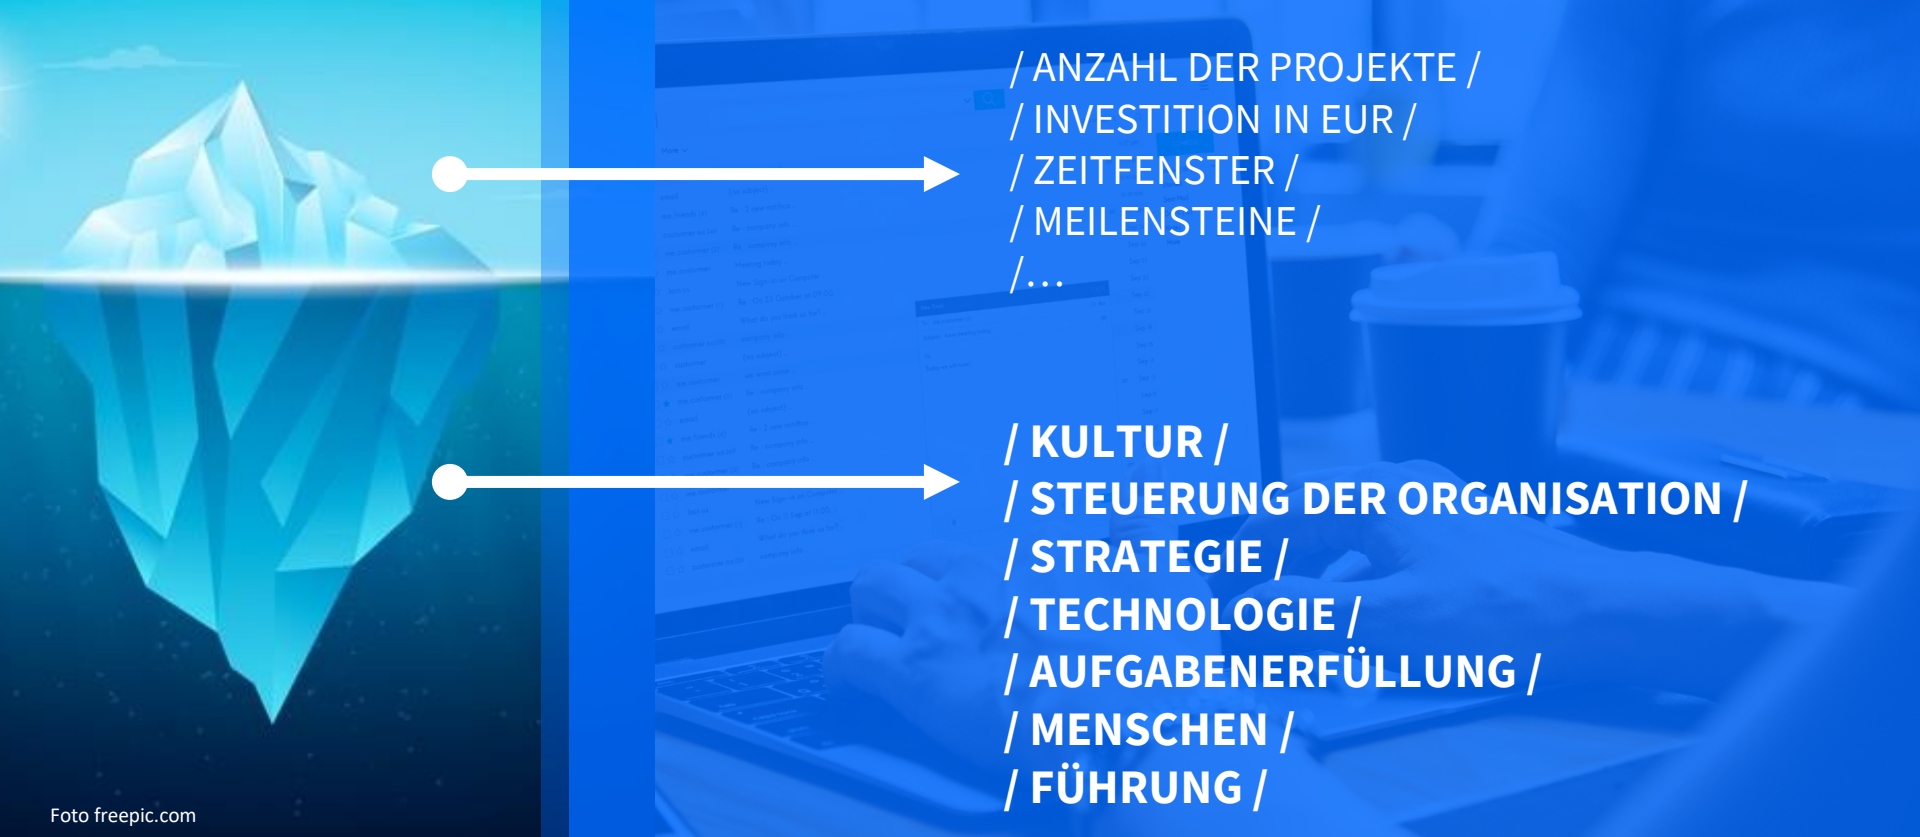 / ANZAHL DER PROJEKTE /
/ INVESTITION IN EUR /
/ ZEITFENSTER /
/ MEILENSTEINE /
/…
/ KULTUR /
/ STEUERUNG DER ORGANISATION /
/ STRATEGIE /
/ TECHNOLOGIE /
/ AUFGABENERFÜLLUNG /
/ MENSCHEN /
/ FÜHRUNG /
Foto freepic.com